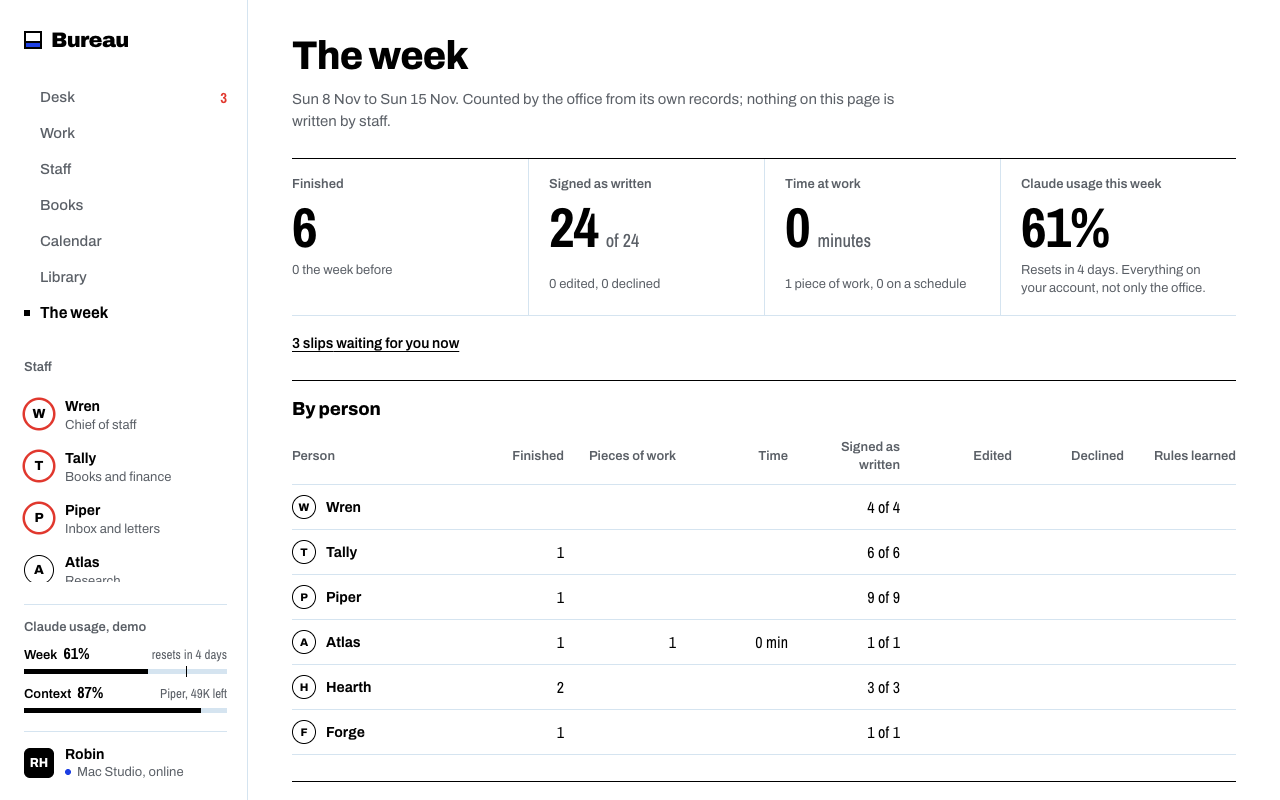 Bureau
Desk 3
Work
Staff
Books
Calendar
Library
The week
Staff
W Wren
Chief of staff
T Tally
Books and finance
P Piper
Inbox and letters
A Atlas
Research
Claude usage, demo
Week 61% resets in 4 days
Context 87% Piper, 49K left
RH Robin
Mac Studio, online
The week
Sun 8 Nov to Sun 15 Nov. Counted by the office from its own records; nothing on this page is
written by staff.
Finished
6
0 the week before
Signed as written
24 of 24
0 edited, 0 declined
Time at work
0 minutes
1 piece of work, 0 on a schedule
Claude usage this week
61%
Resets in 4 days. Everything on
your account, not only the office.
3 slips waiting for you now
By person
Person Finished Pieces of work Time Signed as written Edited Declined Rules learned
W Wren 4 of 4
T Tally 1 6 of 6
P Piper 1 9 of 9
A Atlas 1 1 0 min 1 of 1
H Hearth 2 3 of 3
F Forge 1 1 of 1